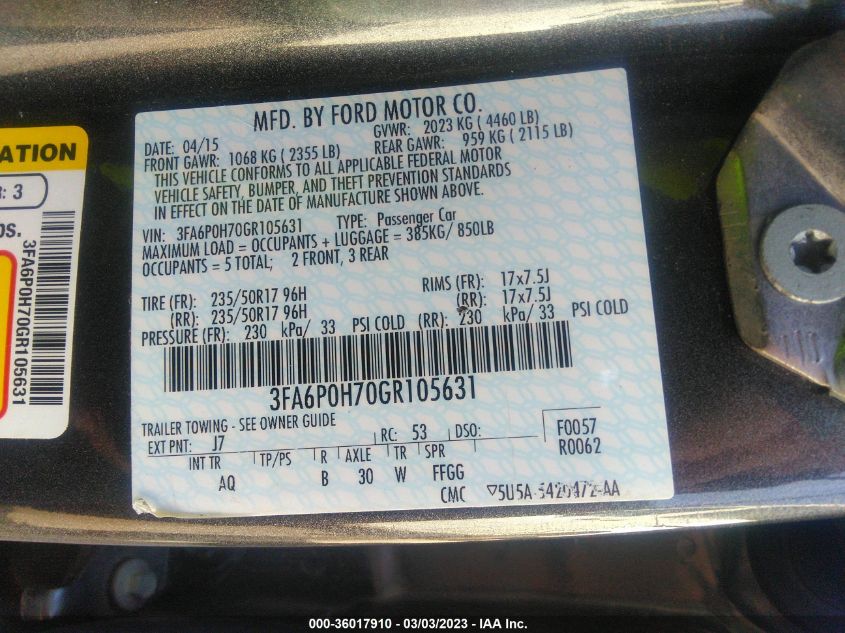 MFD. BY FORD MOTOR CO.
DATE: 04/15 GVWR: 2023 KG ( 4460 LB)
FRONT GAWR: 1068 KG ( 2355 LB) REAR GAWR: 959 KG ( 2115 LB)
THIS VEHICLE CONFORMS TO ALL APPLICABLE FEDERAL MOTOR
VEHICLE SAFETY, BUMPER, AND THEFT PREVENTION STANDARDS
IN EFFECT ON THE DATE OF MANUFACTURE SHOWN ABOVE.
VIN: 3FA6P0H70GR105631 TYPE: Passenger Car
MAXIMUM LOAD = OCCUPANTS + LUGGAGE = 385KG/ 850LB
OCCUPANTS = 5 TOTAL; 2 FRONT, 3 REAR
TIRE (FR): 235/50R17 96H RIMS (FR): 17x7.5J
(RR): 235/50R17 96H (RR): 17x7.5J
PRESSURE (FR): 230 kPa/ 33 PSI COLD (RR): 230 kPa/ 33 PSI COLD
3FA6P0H70GR105631
TRAILER TOWING - SEE OWNER GUIDE
EXT PNT: J7 RC: 53 DSO: F0057
R0062
INT TR TP/PS R AXLE TR SPR
AQ B 30 W FFGG
CMC 5U5A-5420472-AA
ATION
R: 3
os.
3FA6P0H70GR105631
000-36017910 - 03/03/2023 - IAA Inc.